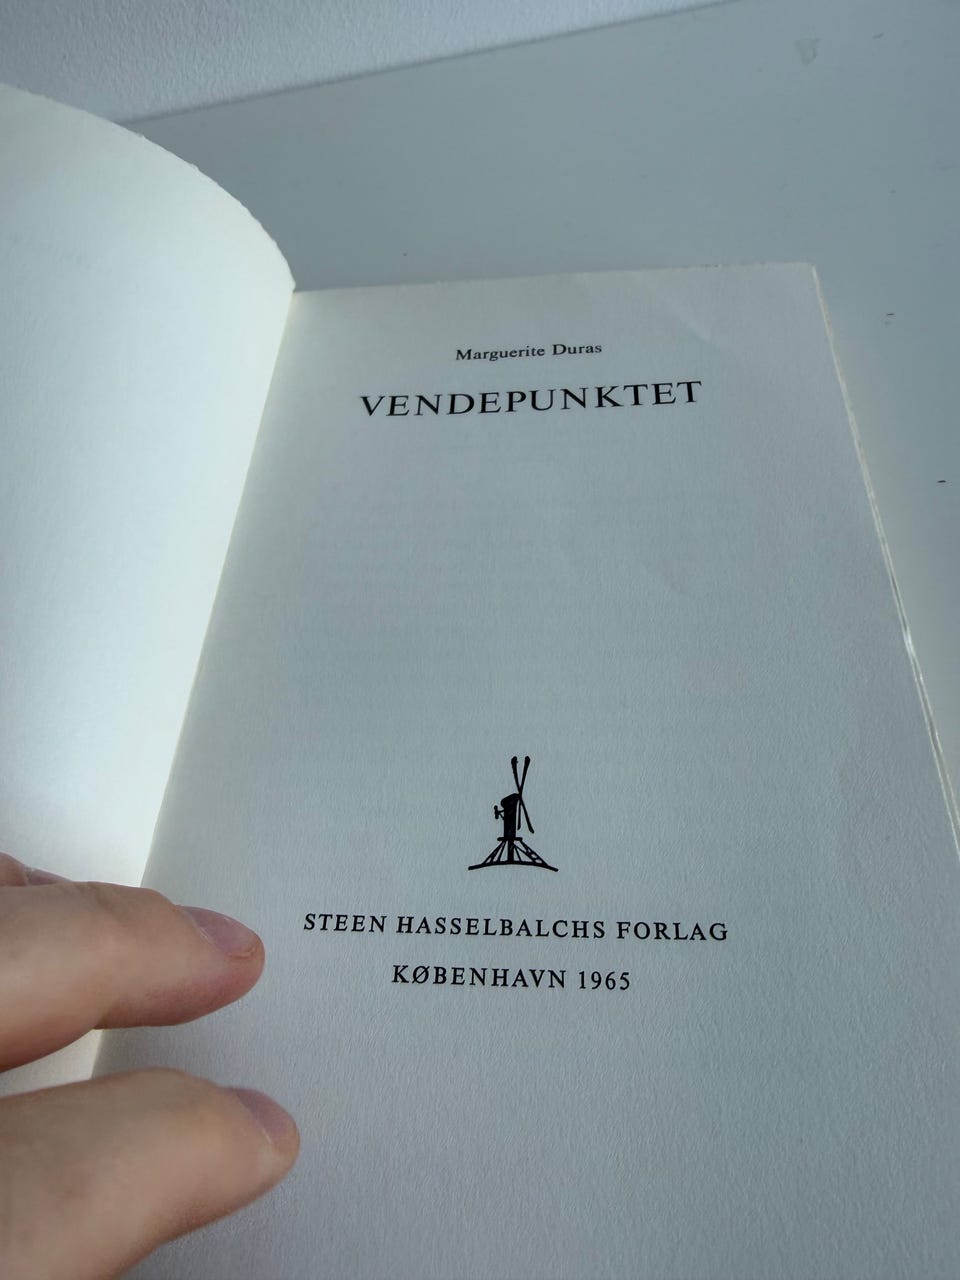 Marguerite Duras
VENDEPUNKTET
STEEN HASSELBALCHS FORLAG
KØBENHAVN 1965